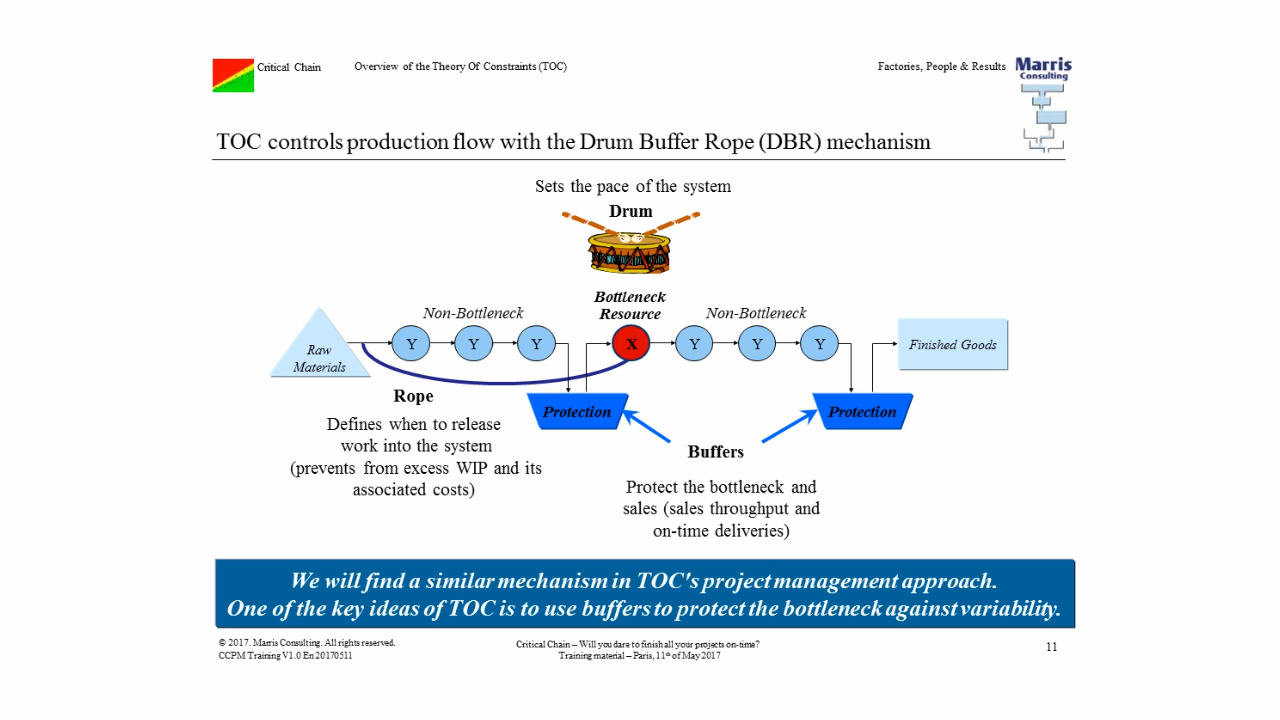 Critical Chain
Overview of the Theory Of Constraints (TOC)
Factories, People & Results
Marris
Consulting
TOC controls production flow with the Drum Buffer Rope (DBR) mechanism
Sets the pace of the system
Drum
Bottleneck
Resource
Non-Bottleneck
Non-Bottleneck
Raw
Materials
Y
Y
Y
X
Y
Y
Y
Finished Goods
Rope
Defines when to release
work into the system
(prevents from excess WIP and its
associated costs)
Protection
Protection
Buffers
Protect the bottleneck and
sales (sales throughput and
on-time deliveries)
We will find a similar mechanism in TOC's project management approach.
One of the key ideas of TOC is to use buffers to protect the bottleneck against variability.
© 2017. Marris Consulting. All rights reserved.
CCPM Training V1.0 En 20170511
Critical Chain – Will you dare to finish all your projects on-time?
Training material – Paris, 11th of May 2017
11